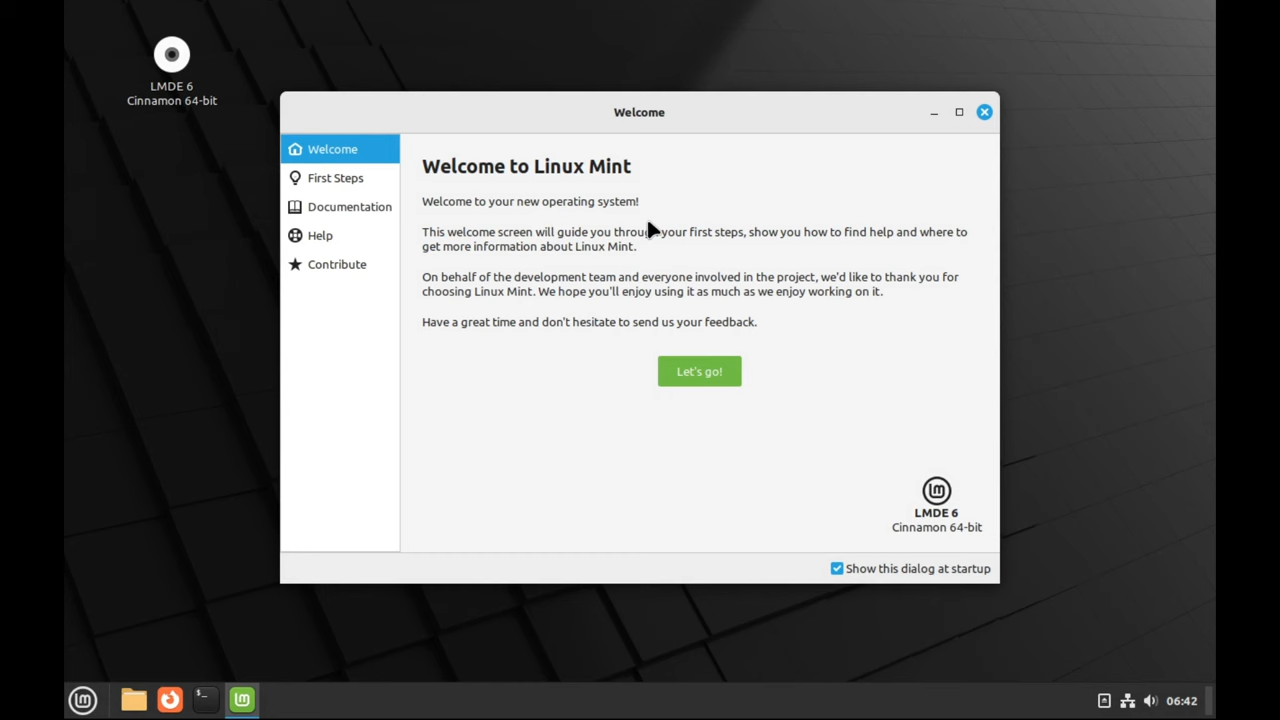 LMDE 6
Cinnamon 64-bit
Welcome
Welcome
First Steps
Documentation
Help
Contribute
Welcome to Linux Mint
Welcome to your new operating system!
This welcome screen will guide you through your first steps, show you how to find help and where to
get more information about Linux Mint.
On behalf of the development team and everyone involved in the project, we'd like to thank you for
choosing Linux Mint. We hope you'll enjoy using it as much as we enjoy working on it.
Have a great time and don't hesitate to send us your feedback.
Let's go!
LMDE 6
Cinnamon 64-bit
Show this dialog at startup
06:42